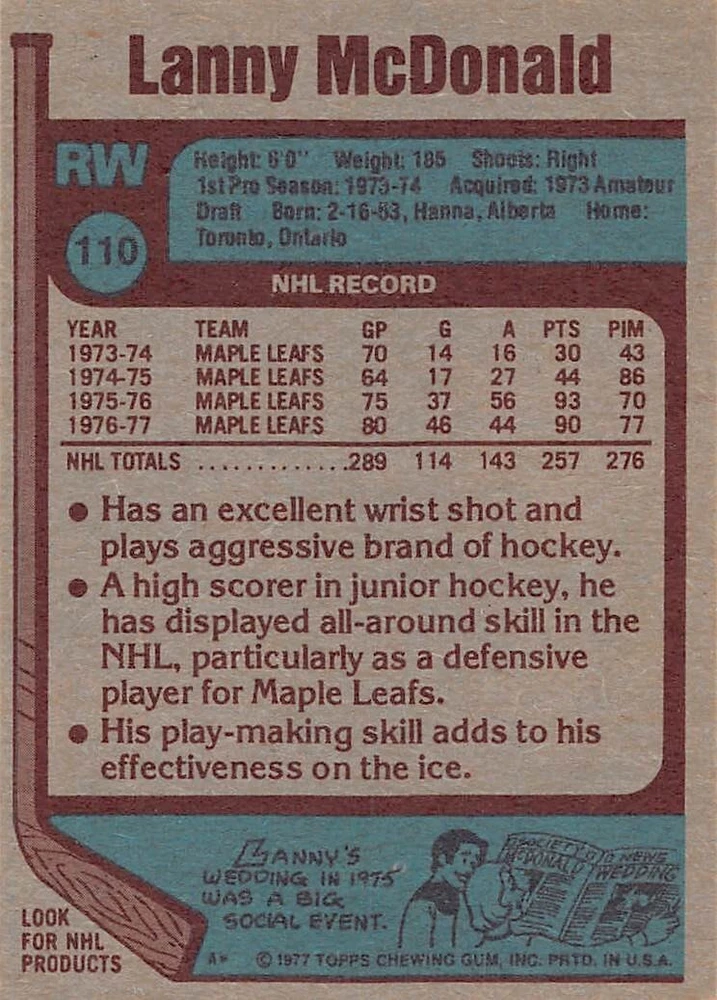 Lanny McDonald
RW
110
Height: 6'0" Weight: 185 Shoots: Right
1st Pro Season: 1973-74 Acquired: 1973 Amateur
Draft Born: 2-16-53, Hanna, Alberta Home:
Toronto, Ontario
NHL RECORD
YEAR TEAM GP G A PTS PIM
1973-74 MAPLE LEAFS 70 14 16 30 43
1974-75 MAPLE LEAFS 64 17 27 44 86
1975-76 MAPLE LEAFS 75 37 56 93 70
1976-77 MAPLE LEAFS 80 46 44 90 77
NHL TOTALS .............289 114 143 257 276
● Has an excellent wrist shot and
plays aggressive brand of hockey.
● A high scorer in junior hockey, he
has displayed all-around skill in the
NHL, particularly as a defensive
player for Maple Leafs.
● His play-making skill adds to his
effectiveness on the ice.
LANNY'S
WEDDING IN 1975
WAS A BIG
SOCIAL EVENT.
SOCIETY
NEWS
McDONALD
WEDDING
LOOK
FOR NHL
PRODUCTS
A* © 1977 TOPPS CHEWING GUM, INC. PRTD. IN U.S.A.